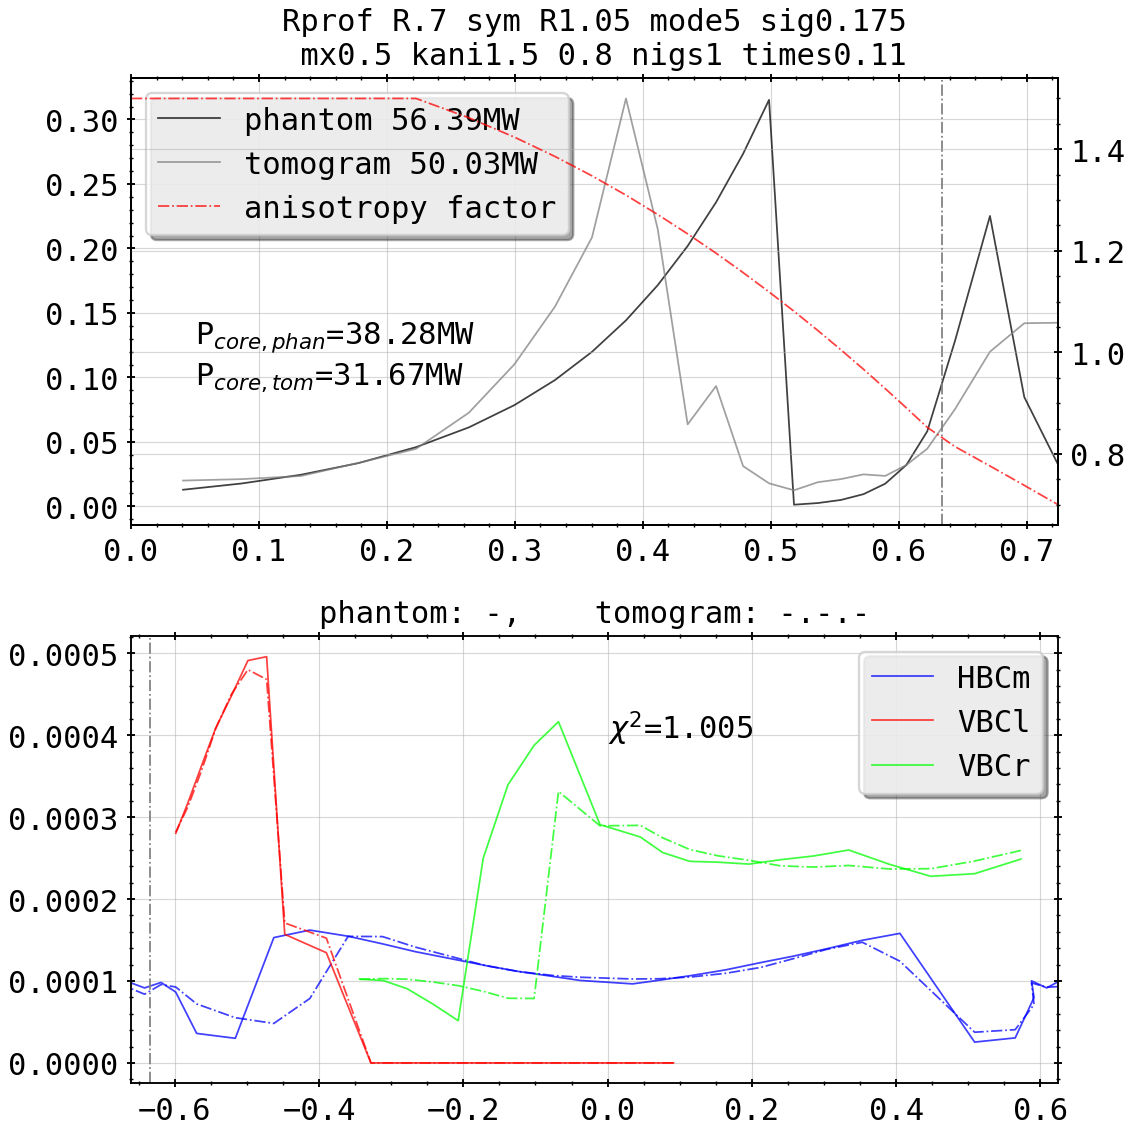 Rprof R.7 sym R1.05 mode5 sig0.175
mx0.5 kani1.5 0.8 nigs1 times0.11
phantom 56.39MW
tomogram 50.03MW
anisotropy factor
P_{core,phan}=38.28MW
P_{core,tom}=31.67MW
0.30
0.25
0.20
0.15
0.10
0.05
0.00
1.4
1.2
1.0
0.8
0.0 0.1 0.2 0.3 0.4 0.5 0.6 0.7
phantom: -, tomogram: -.-.-
HBCm
VBCl
VBCr
χ²=1.005
0.0005
0.0004
0.0003
0.0002
0.0001
0.0000
−0.6 −0.4 −0.2 0.0 0.2 0.4 0.6